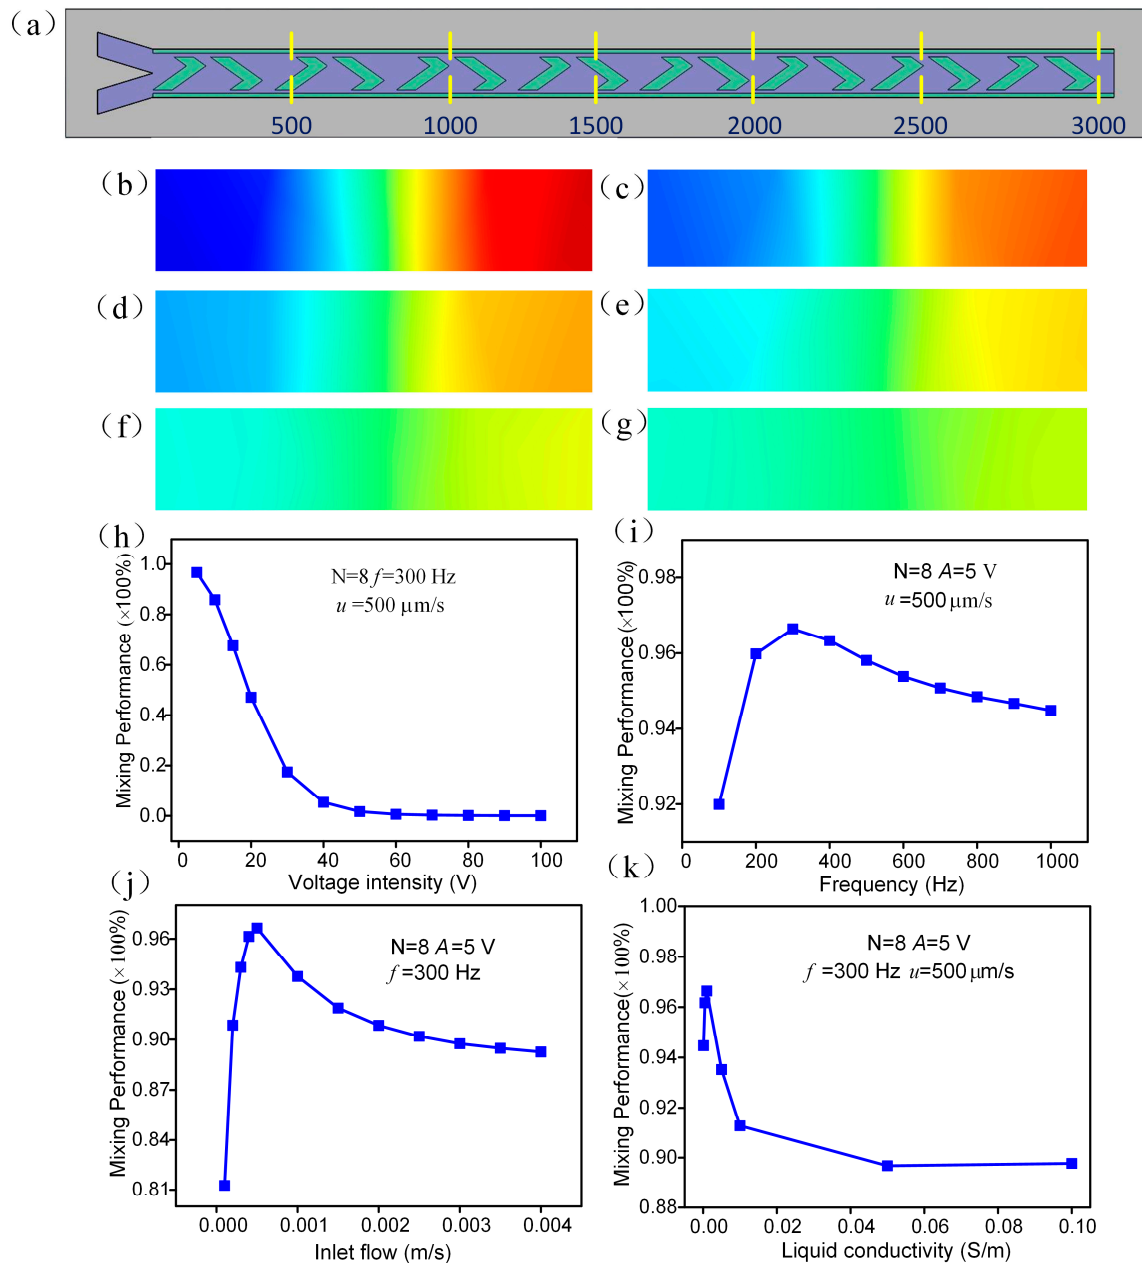 (a)
500 1000 1500 2000 2500 3000
(b)
(c)
(d)
(e)
(f)
(g)
(h)
Mixing Performance (×100%)
1.0
0.8
0.6
0.4
0.2
0.0
N=8 f=300 Hz
u =500 μm/s
0 20 40 60 80 100
Voltage intensity (V)
(i)
Mixing Performance (×100%)
0.98
0.96
0.94
0.92
N=8 A=5 V
u =500 μm/s
0 200 400 600 800 1000
Frequency (Hz)
(j)
Mixing Performance (×100%)
0.96
0.93
0.90
0.87
0.84
0.81
N=8 A=5 V
f =300 Hz
0.000 0.001 0.002 0.003 0.004
Inlet flow (m/s)
(k)
Mixing Performance (×100%)
1.00
0.98
0.96
0.94
0.92
0.90
0.88
N=8 A=5 V
f =300 Hz u=500 μm/s
0.00 0.02 0.04 0.06 0.08 0.10
Liquid conductivity (S/m)